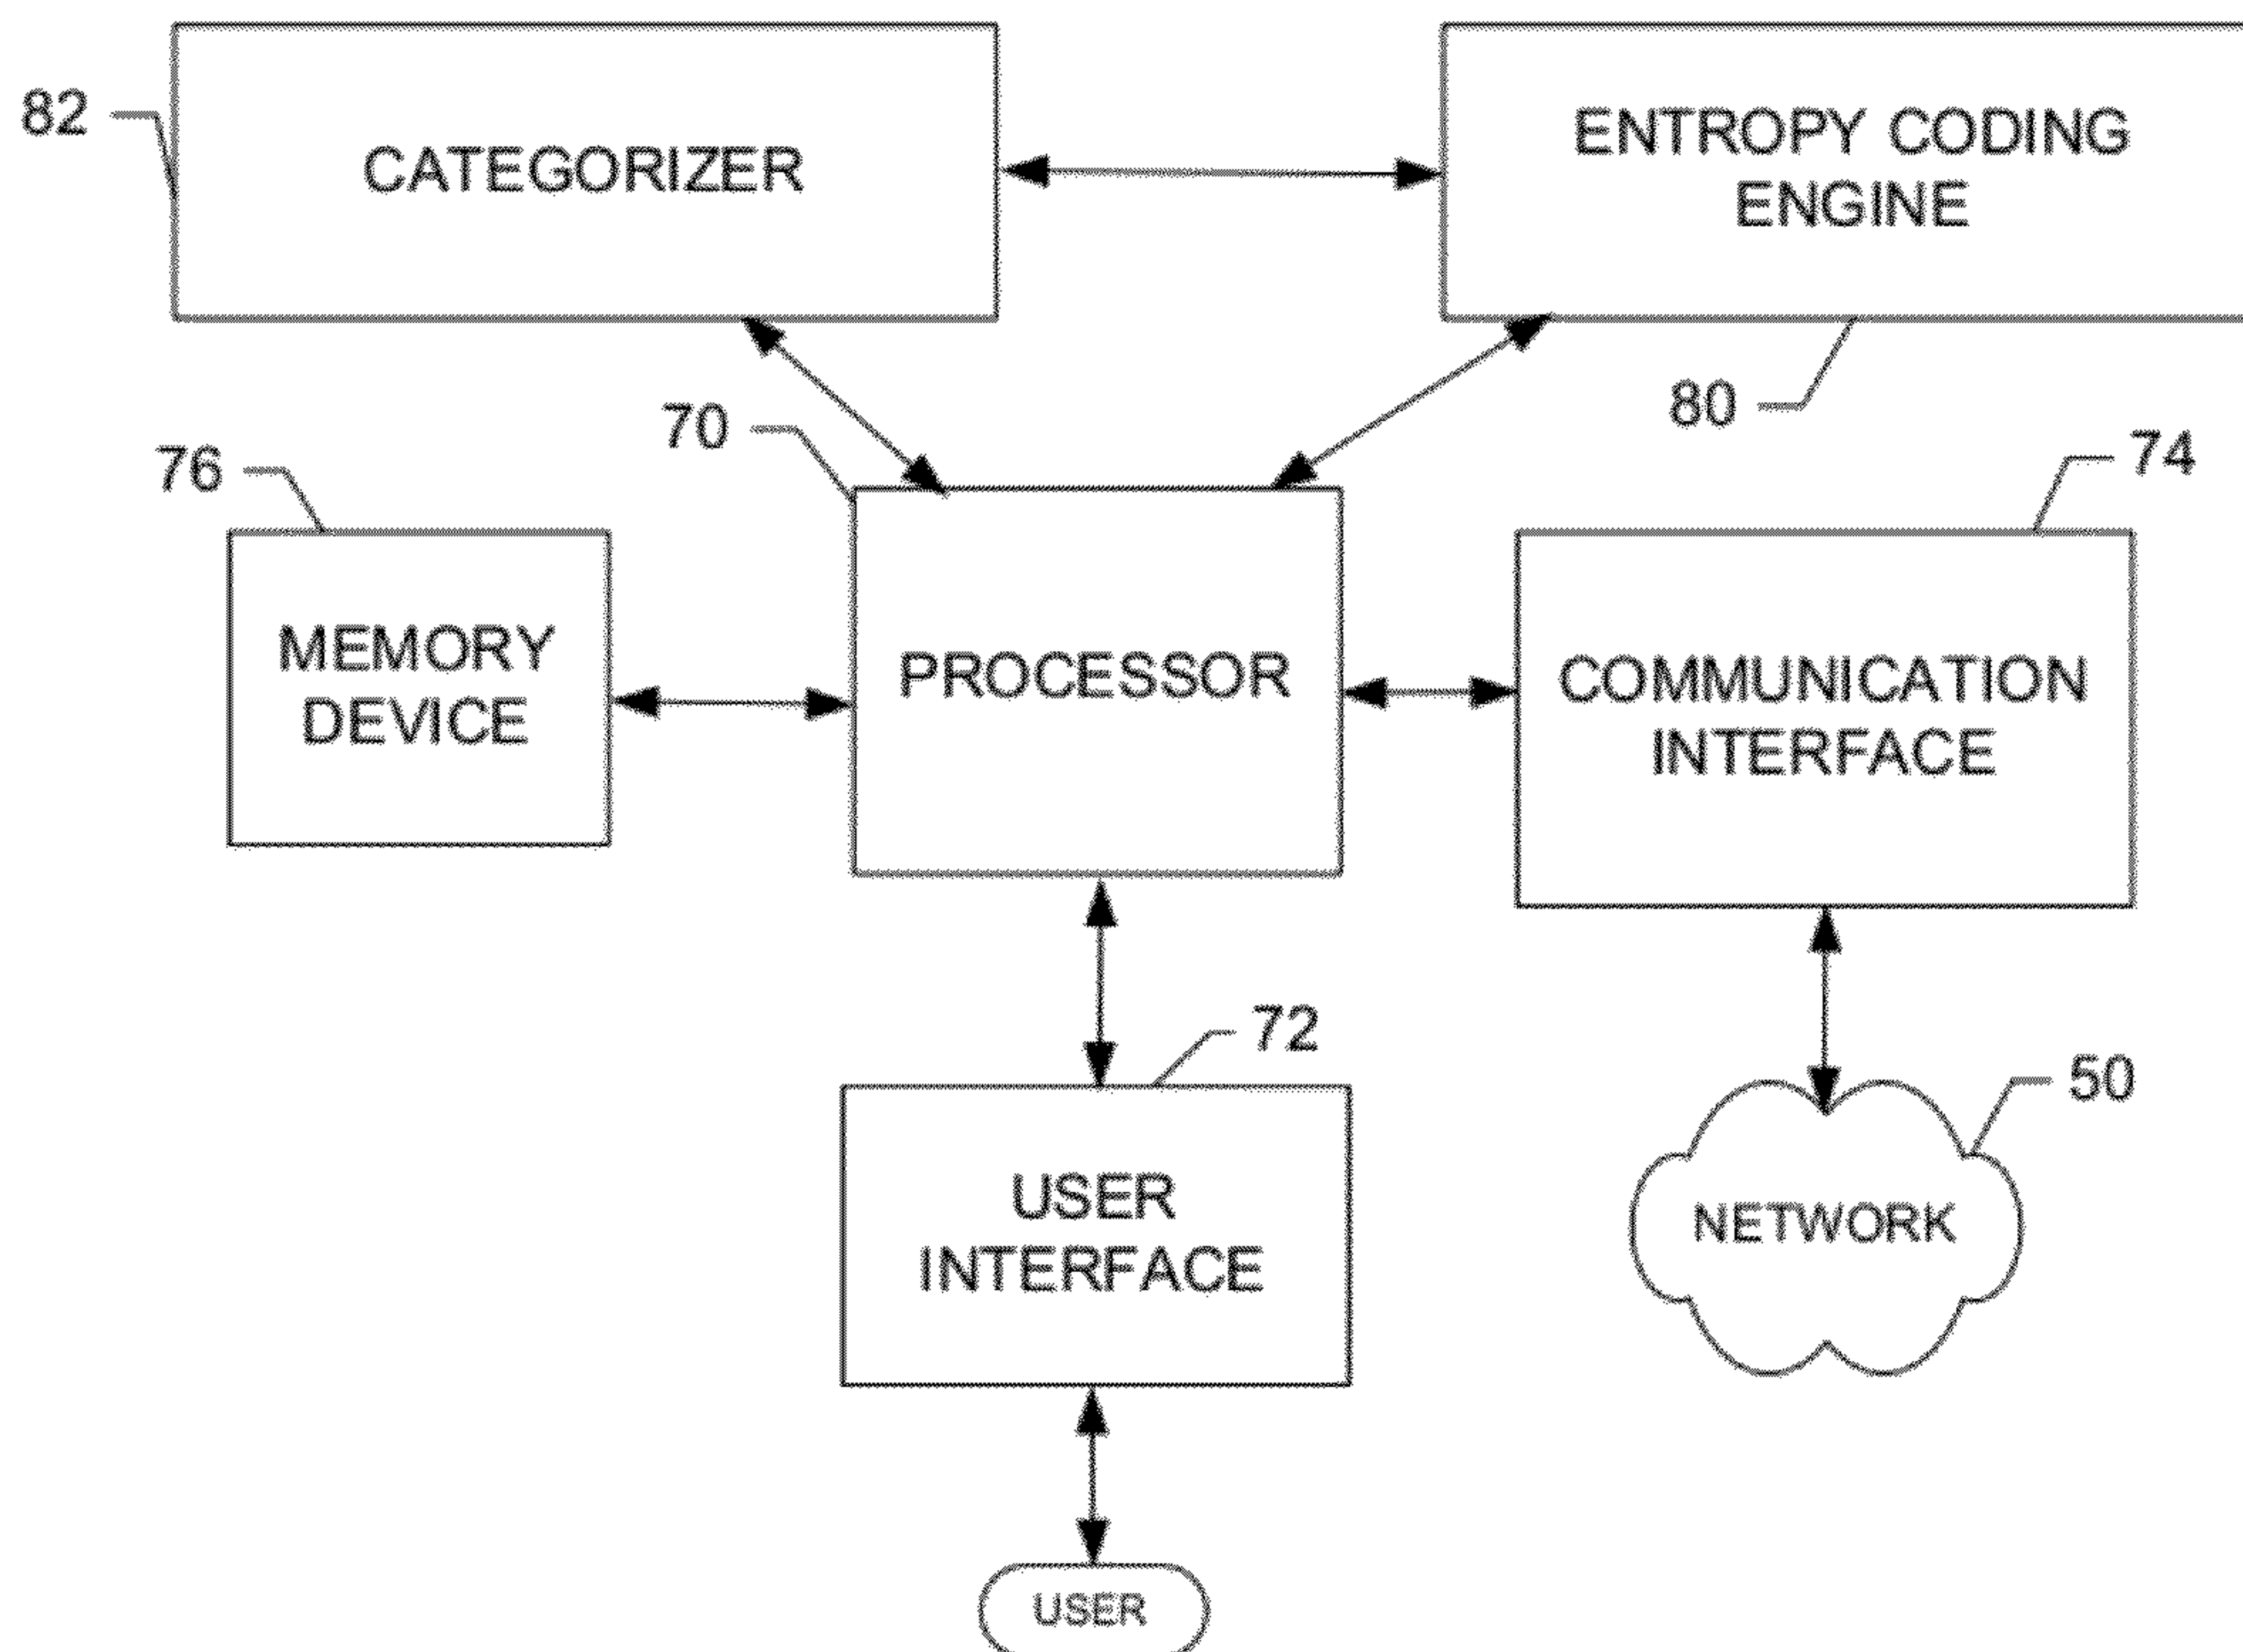 82
CATEGORIZER
ENTROPY CODING
ENGINE
80
70
76
74
MEMORY
DEVICE
PROCESSOR
COMMUNICATION
INTERFACE
72
50
USER
INTERFACE
NETWORK
USER